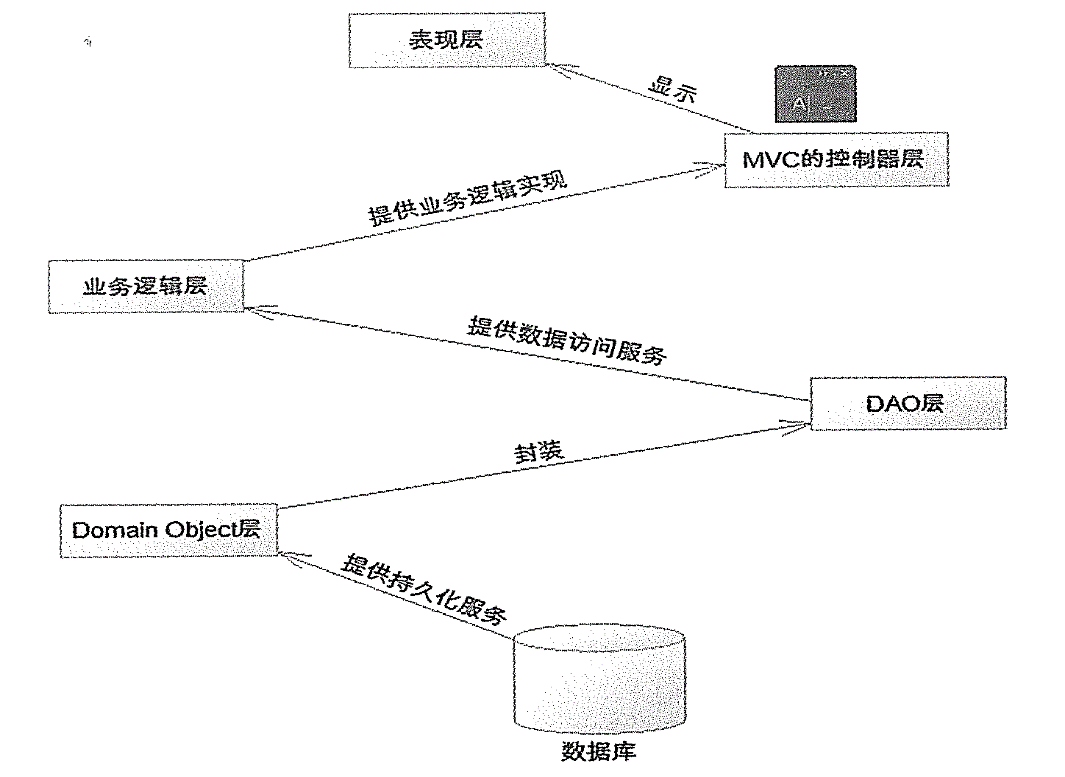 表现层
显示
AI
MVC的控制器层
提供业务逻辑实现
业务逻辑层
提供数据访问服务
DAO层
封装
Domain Object层
提供持久化服务
数据库